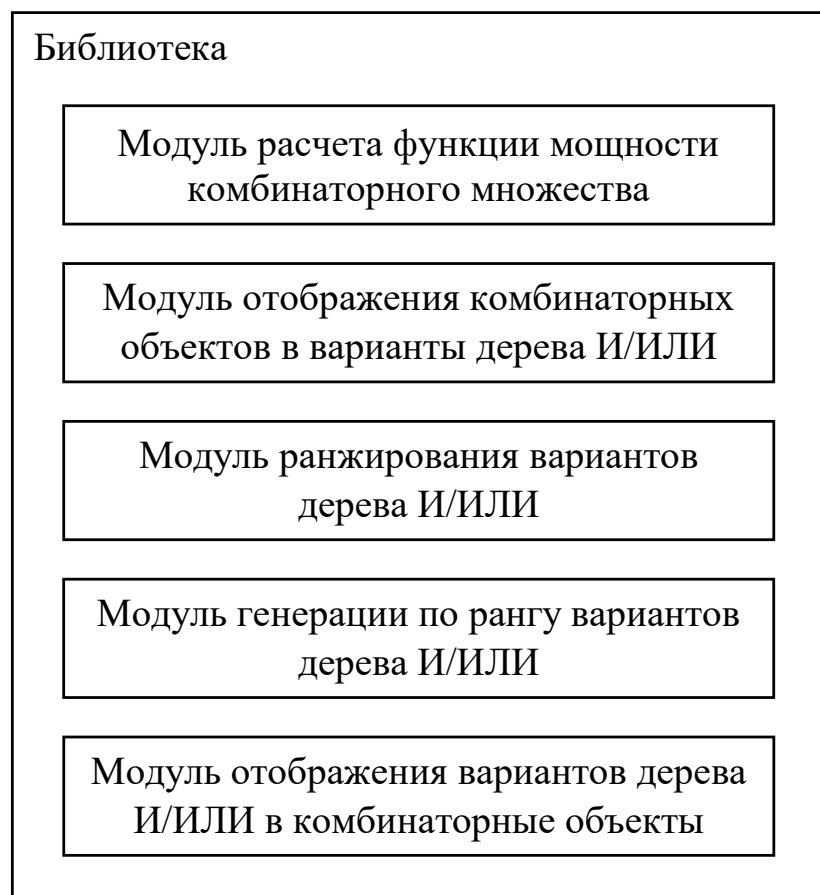 Библиотека
Модуль расчета функции мощности
комбинаторного множества
Модуль отображения комбинаторных
объектов в варианты дерева И/ИЛИ
Модуль ранжирования вариантов
дерева И/ИЛИ
Модуль генерации по рангу вариантов
дерева И/ИЛИ
Модуль отображения вариантов дерева
И/ИЛИ в комбинаторные объекты